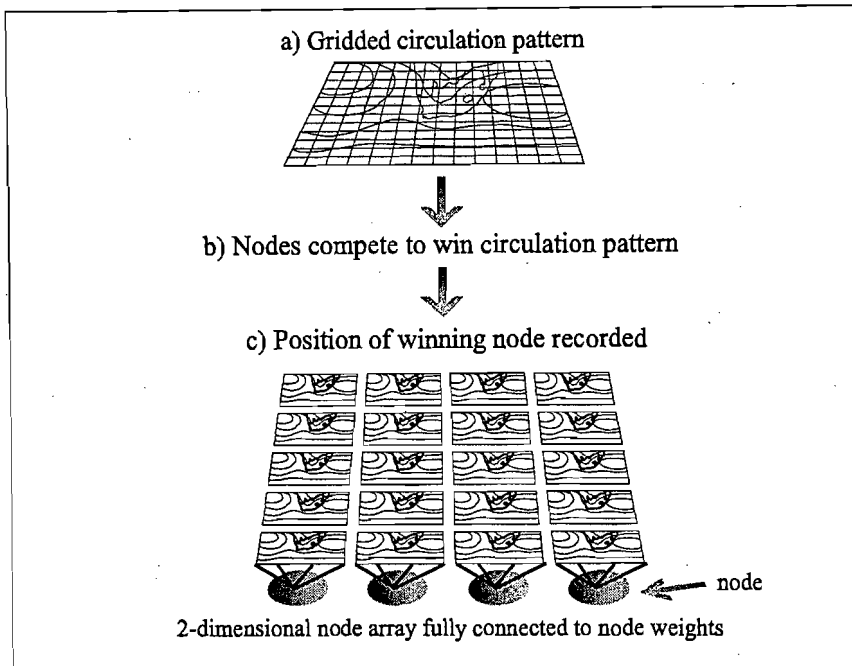 a) Gridded circulation pattern
b) Nodes compete to win circulation pattern
c) Position of winning node recorded
node
2-dimensional node array fully connected to node weights